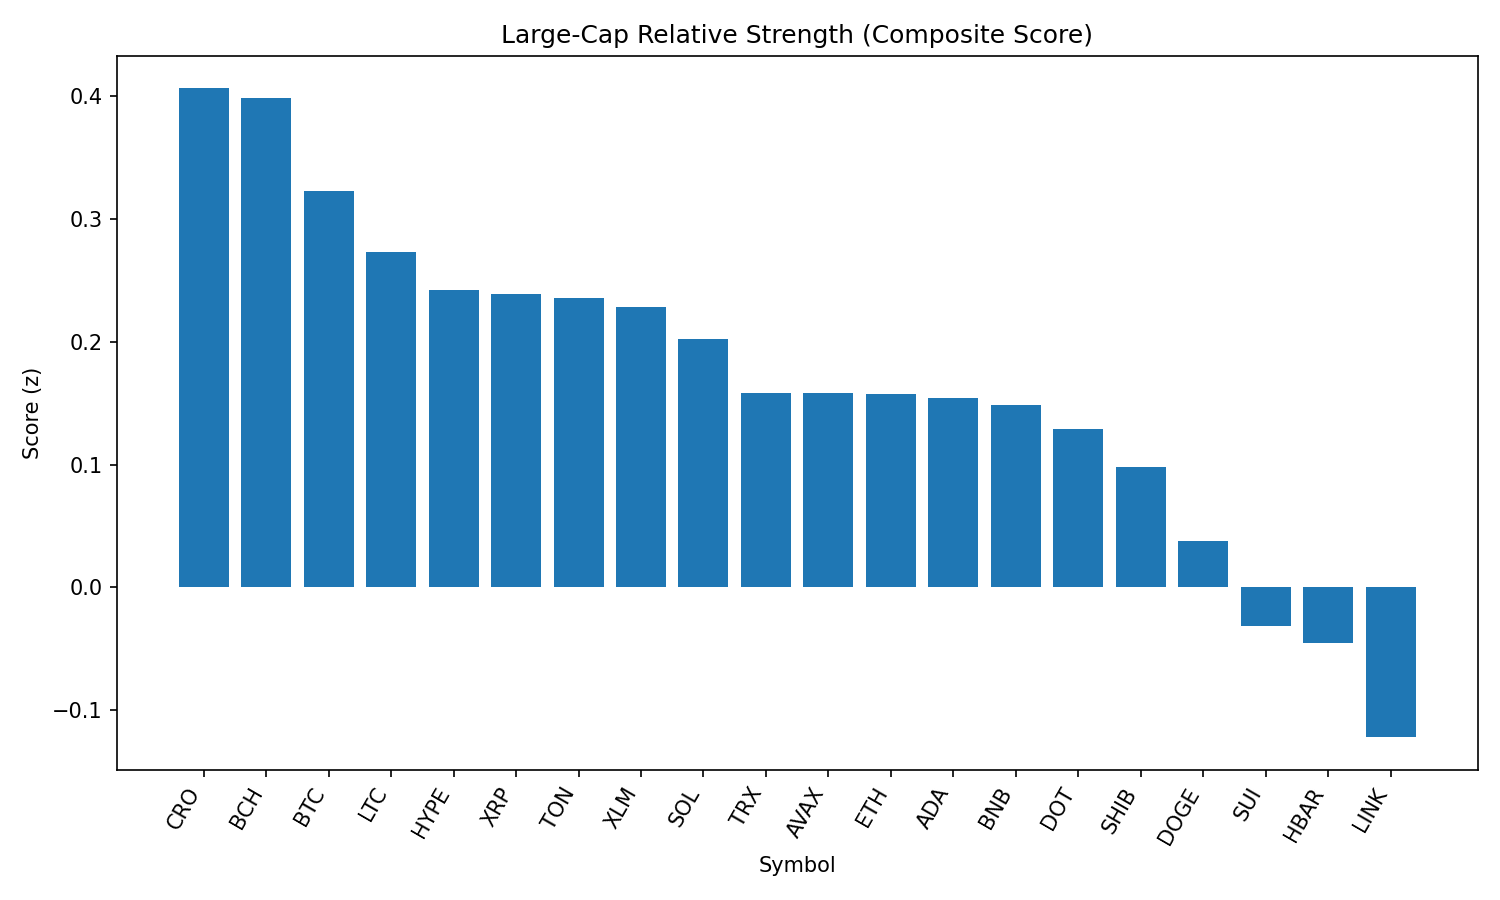 Large-Cap Relative Strength (Composite Score)
Score (z)
0.4
0.3
0.2
0.1
0.0
−0.1
CRO
BCH
BTC
LTC
HYPE
XRP
TON
XLM
SOL
TRX
AVAX
ETH
ADA
BNB
DOT
SHIB
DOGE
SUI
HBAR
LINK
Symbol